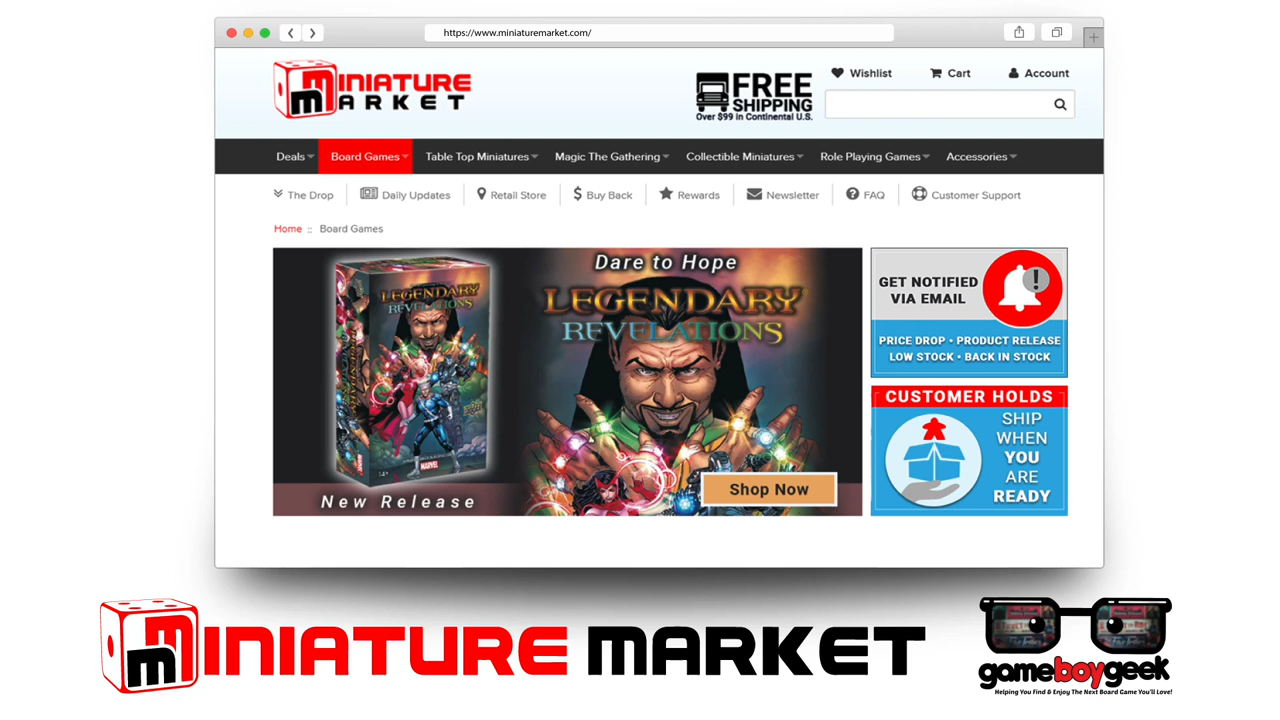 https://www.miniaturemarket.com/
MINIATURE
MARKET
FREE
SHIPPING
Over $99 in Continental U.S.
Wishlist
Cart
Account
Deals
Board Games
Table Top Miniatures
Magic The Gathering
Collectible Miniatures
Role Playing Games
Accessories
The Drop
Daily Updates
Retail Store
Buy Back
Rewards
Newsletter
FAQ
Customer Support
Home :: Board Games
LEGENDARY
REVELATIONS
MARVEL
New Release
Dare to Hope
LEGENDARY
REVELATIONS
Shop Now
GET NOTIFIED
VIA EMAIL
PRICE DROP • PRODUCT RELEASE
LOW STOCK • BACK IN STOCK
CUSTOMER HOLDS
SHIP
WHEN
YOU
ARE
READY
MINIATURE MARKET
gameboygeek
Helping You Find & Enjoy The Next Board Game You'll Love!